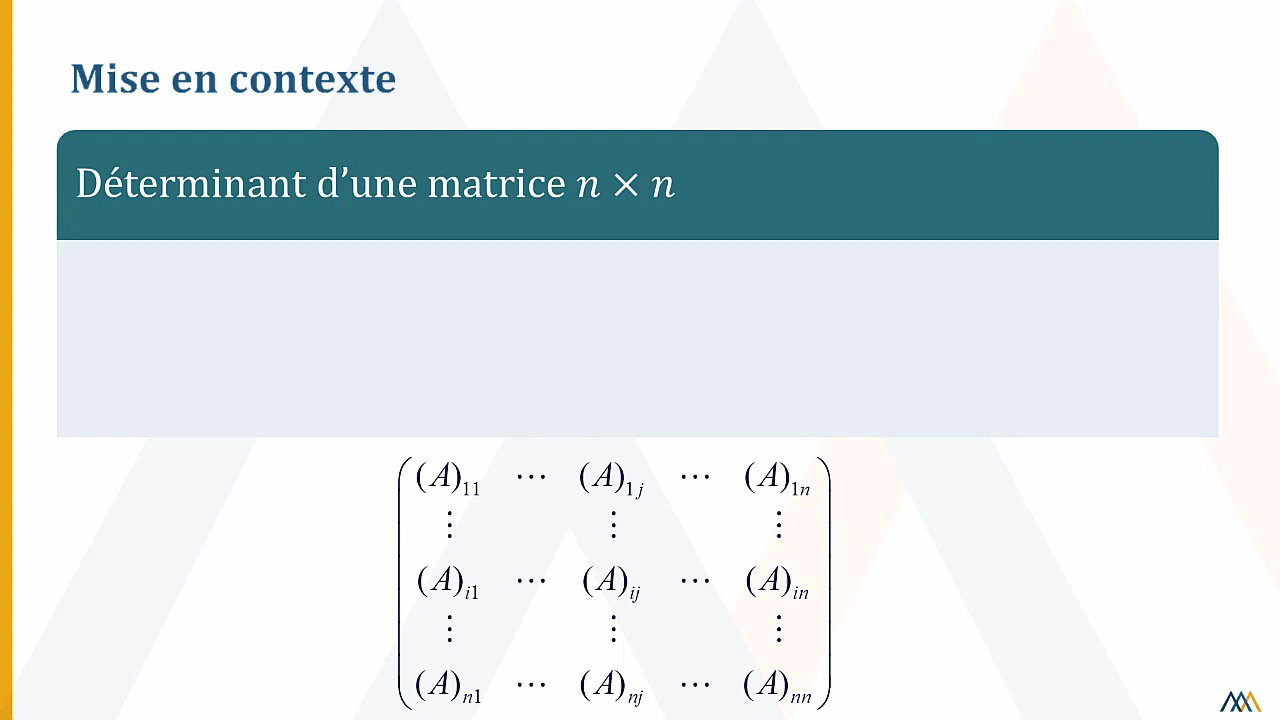 Mise en contexte
Déterminant d’une matrice n × n
(A)₁₁ ⋯ (A)₁ⱼ ⋯ (A)₁ₙ
⋮ ⋮ ⋮
(A)ᵢ₁ ⋯ (A)ᵢⱼ ⋯ (A)ᵢₙ
⋮ ⋮ ⋮
(A)ₙ₁ ⋯ (A)ₙⱼ ⋯ (A)ₙₙ